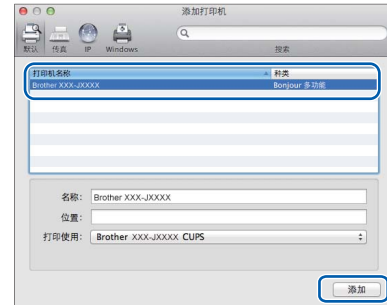 添加打印机
默认 传真 IP Windows
搜索
打印机名称 种类
Brother XXX-JXXXX Bonjour 多功能
名称: Brother XXX-JXXXX
位置:
打印使用: Brother XXX-JXXXX CUPS
添加